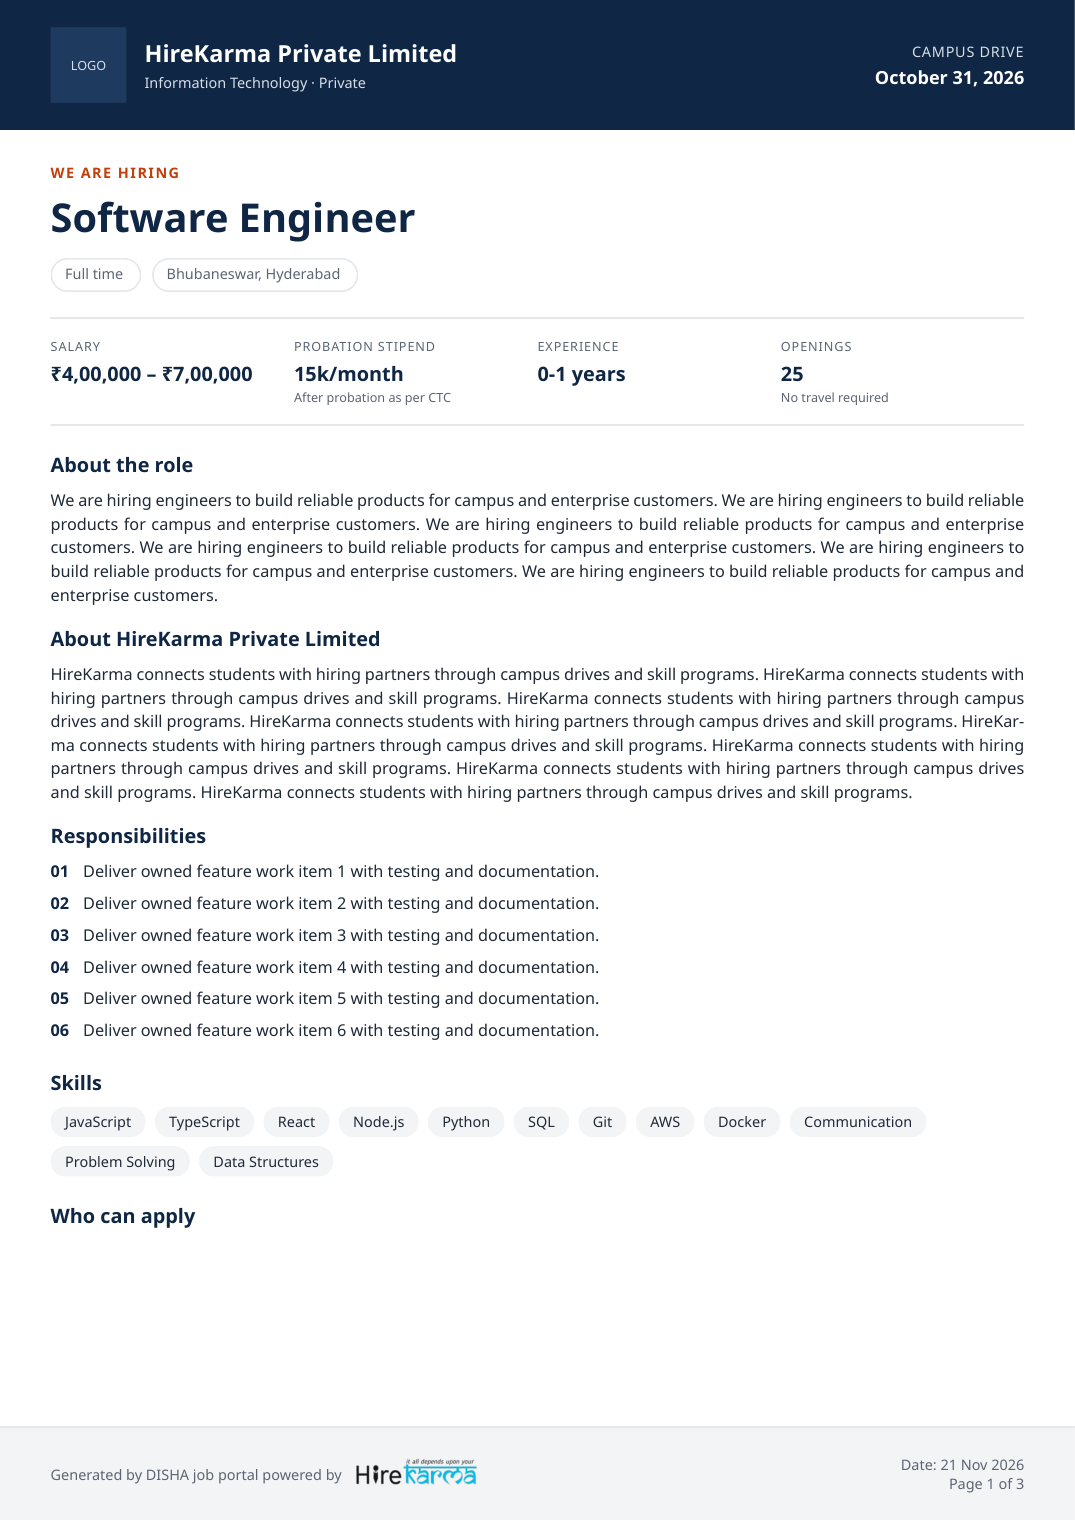 LOGO
HireKarma Private Limited
Information Technology · Private
CAMPUS DRIVE
October 31, 2026
WE ARE HIRING
Software Engineer
Full time
Bhubaneswar, Hyderabad
SALARY
₹4,00,000 – ₹7,00,000
PROBATION STIPEND
15k/month
After probation as per CTC
EXPERIENCE
0-1 years
OPENINGS
25
No travel required
About the role
We are hiring engineers to build reliable products for campus and enterprise customers. We are hiring engineers to build reliable
products for campus and enterprise customers. We are hiring engineers to build reliable products for campus and enterprise
customers. We are hiring engineers to build reliable products for campus and enterprise customers. We are hiring engineers to
build reliable products for campus and enterprise customers. We are hiring engineers to build reliable products for campus and
enterprise customers.
About HireKarma Private Limited
HireKarma connects students with hiring partners through campus drives and skill programs. HireKarma connects students with
hiring partners through campus drives and skill programs. HireKarma connects students with hiring partners through campus
drives and skill programs. HireKarma connects students with hiring partners through campus drives and skill programs. HireKar-
ma connects students with hiring partners through campus drives and skill programs. HireKarma connects students with hiring
partners through campus drives and skill programs. HireKarma connects students with hiring partners through campus drives
and skill programs. HireKarma connects students with hiring partners through campus drives and skill programs.
Responsibilities
01 Deliver owned feature work item 1 with testing and documentation.
02 Deliver owned feature work item 2 with testing and documentation.
03 Deliver owned feature work item 3 with testing and documentation.
04 Deliver owned feature work item 4 with testing and documentation.
05 Deliver owned feature work item 5 with testing and documentation.
06 Deliver owned feature work item 6 with testing and documentation.
Skills
JavaScript TypeScript React Node.js Python SQL Git AWS Docker Communication
Problem Solving Data Structures
Who can apply
Generated by DISHA job portal powered by
it all depends upon your
Hire karma
Date: 21 Nov 2026
Page 1 of 3